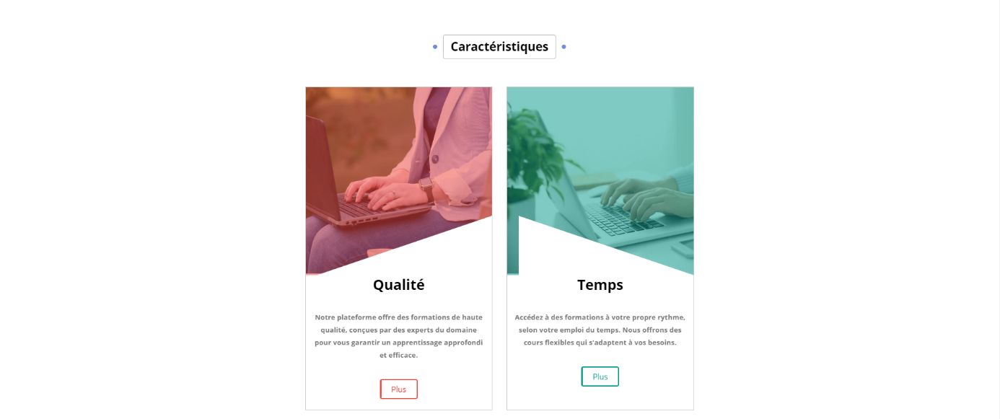 Caractéristiques
Qualité
Notre plateforme offre des formations de haute
qualité, conçues par des experts du domaine
pour vous garantir un apprentissage approfondi
et efficace.
Plus
Temps
Accédez à des formations à votre propre rythme,
selon votre emploi du temps. Nous offrons des
cours flexibles qui s'adaptent à vos besoins.
Plus